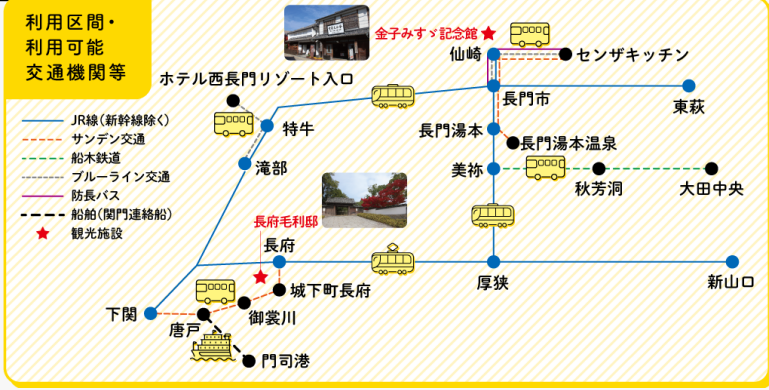 利用区間・
利用可能
交通機関等
JR線(新幹線除く)
サンデン交通
船木鉄道
ブルーライン交通
防長バス
船舶(関門連絡船)
観光施設
金子みすゞ記念館
仙崎
センザキッチン
ホテル西長門リゾート入口
長門市
東萩
特牛
長門湯本
長門湯本温泉
滝部
美祢
秋芳洞
大田中央
長府毛利邸
長府
厚狭
新山口
城下町長府
下関
御裳川
唐戸
門司港